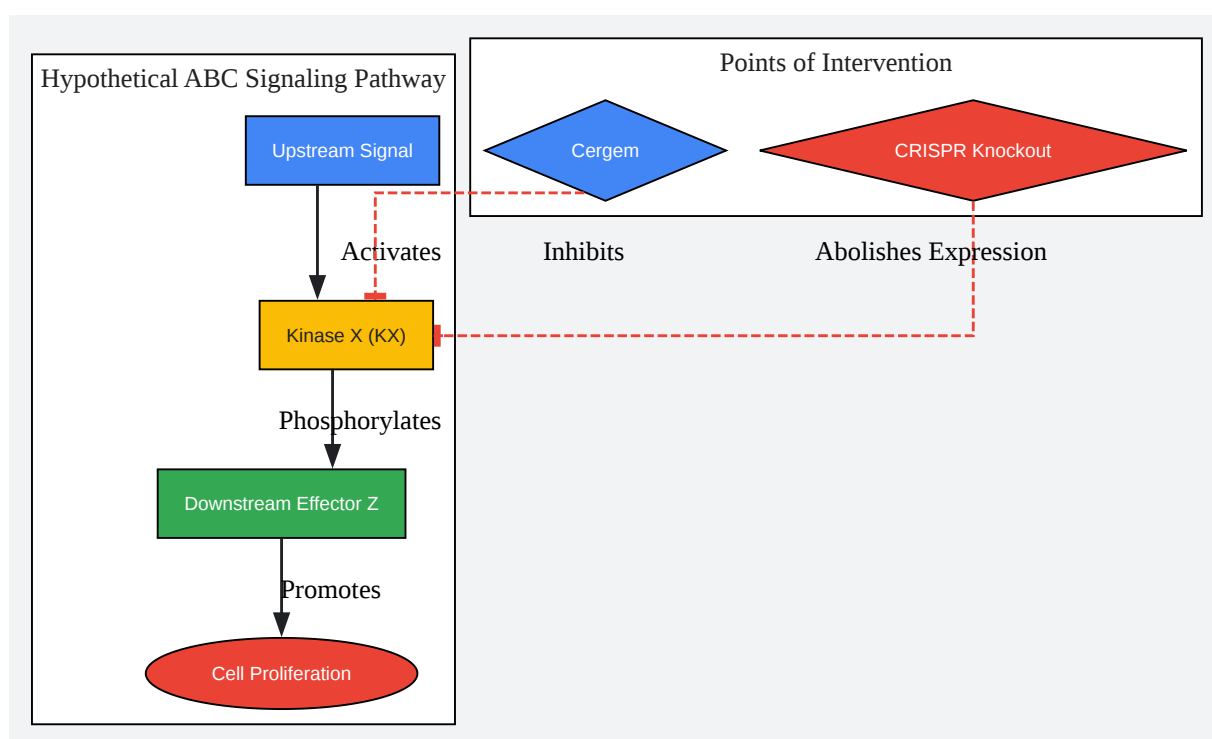 Hypothetical ABC Signaling Pathway
Points of Intervention
Upstream Signal
Cergem
CRISPR Knockout
Activates
Inhibits
Abolishes Expression
Kinase X (KX)
Phosphorylates
Downstream Effector Z
Promotes
Cell Proliferation